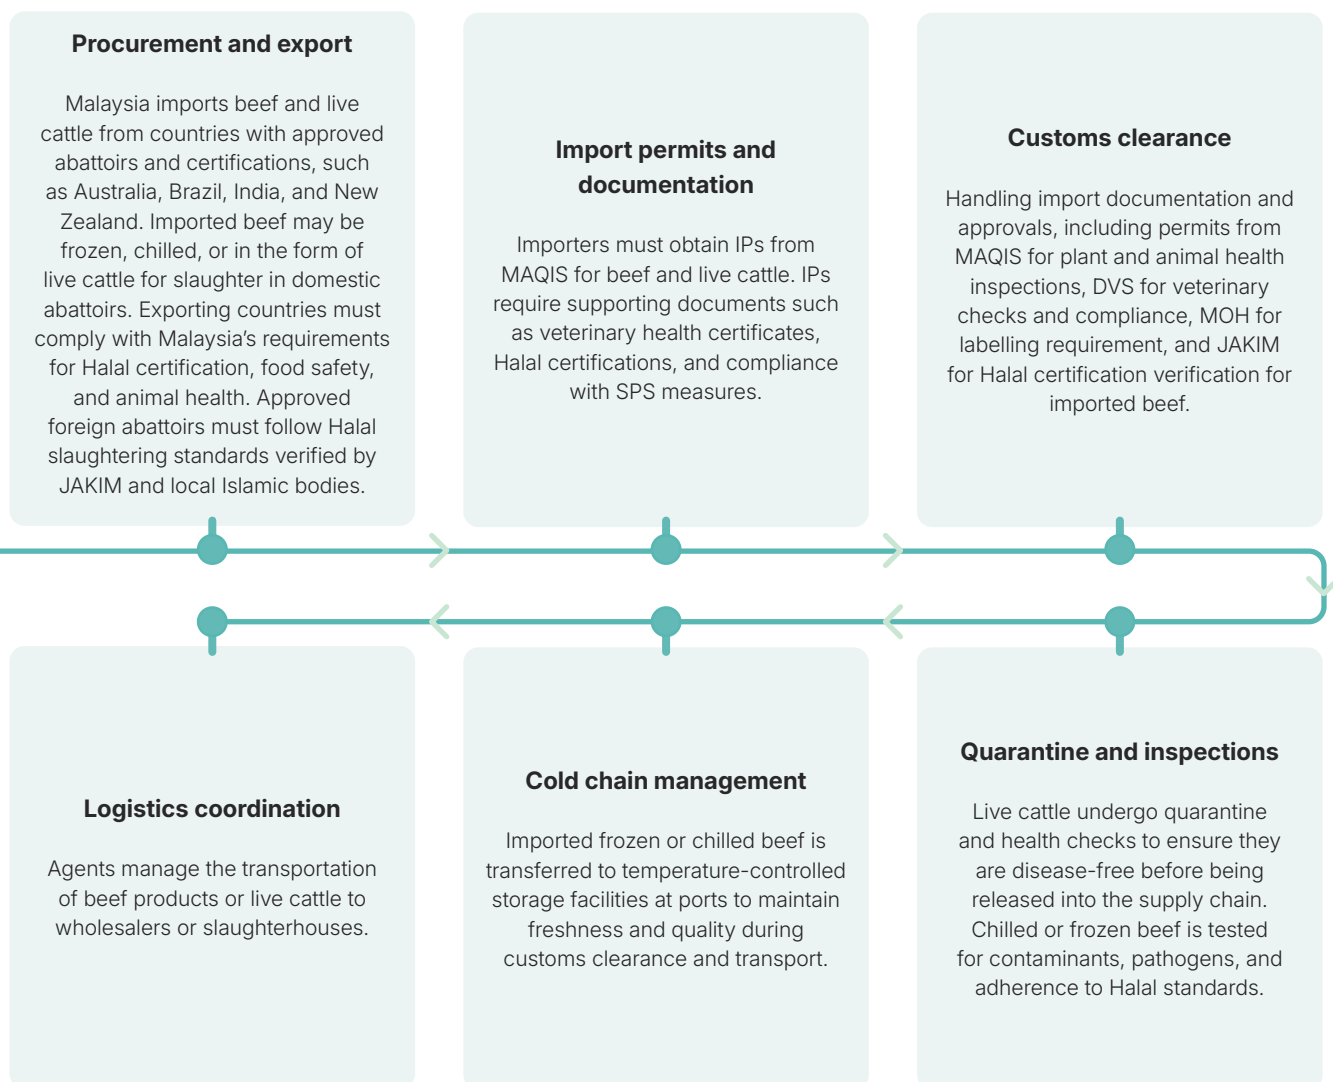 Procurement and export
Malaysia imports beef and live
cattle from countries with approved
abattoirs and certifications, such
as Australia, Brazil, India, and New
Zealand. Imported beef may be
frozen, chilled, or in the form of
live cattle for slaughter in domestic
abattoirs. Exporting countries must
comply with Malaysia’s requirements
for Halal certification, food safety,
and animal health. Approved
foreign abattoirs must follow Halal
slaughtering standards verified by
JAKIM and local Islamic bodies.
Import permits and
documentation
Importers must obtain IPs from
MAQIS for beef and live cattle. IPs
require supporting documents such
as veterinary health certificates,
Halal certifications, and compliance
with SPS measures.
Customs clearance
Handling import documentation and
approvals, including permits from
MAQIS for plant and animal health
inspections, DVS for veterinary
checks and compliance, MOH for
labelling requirement, and JAKIM
for Halal certification verification for
imported beef.
Quarantine and inspections
Live cattle undergo quarantine
and health checks to ensure they
are disease-free before being
released into the supply chain.
Chilled or frozen beef is tested
for contaminants, pathogens, and
adherence to Halal standards.
Cold chain management
Imported frozen or chilled beef is
transferred to temperature-controlled
storage facilities at ports to maintain
freshness and quality during
customs clearance and transport.
Logistics coordination
Agents manage the transportation
of beef products or live cattle to
wholesalers or slaughterhouses.